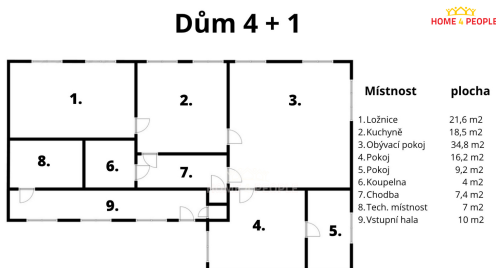 Dům 4 + 1
HOME 4 PEOPLE
1.
2.
3.
8.
6.
7.
9.
4.
5.
Místnost plocha
1. Ložnice 21,6 m2
2. Kuchyně 18,5 m2
3. Obývací pokoj 34,8 m2
4. Pokoj 16,2 m2
5. Pokoj 9,2 m2
6. Koupelna 4 m2
7. Chodba 7,4 m2
8. Tech. místnost 7 m2
9. Vstupní hala 10 m2